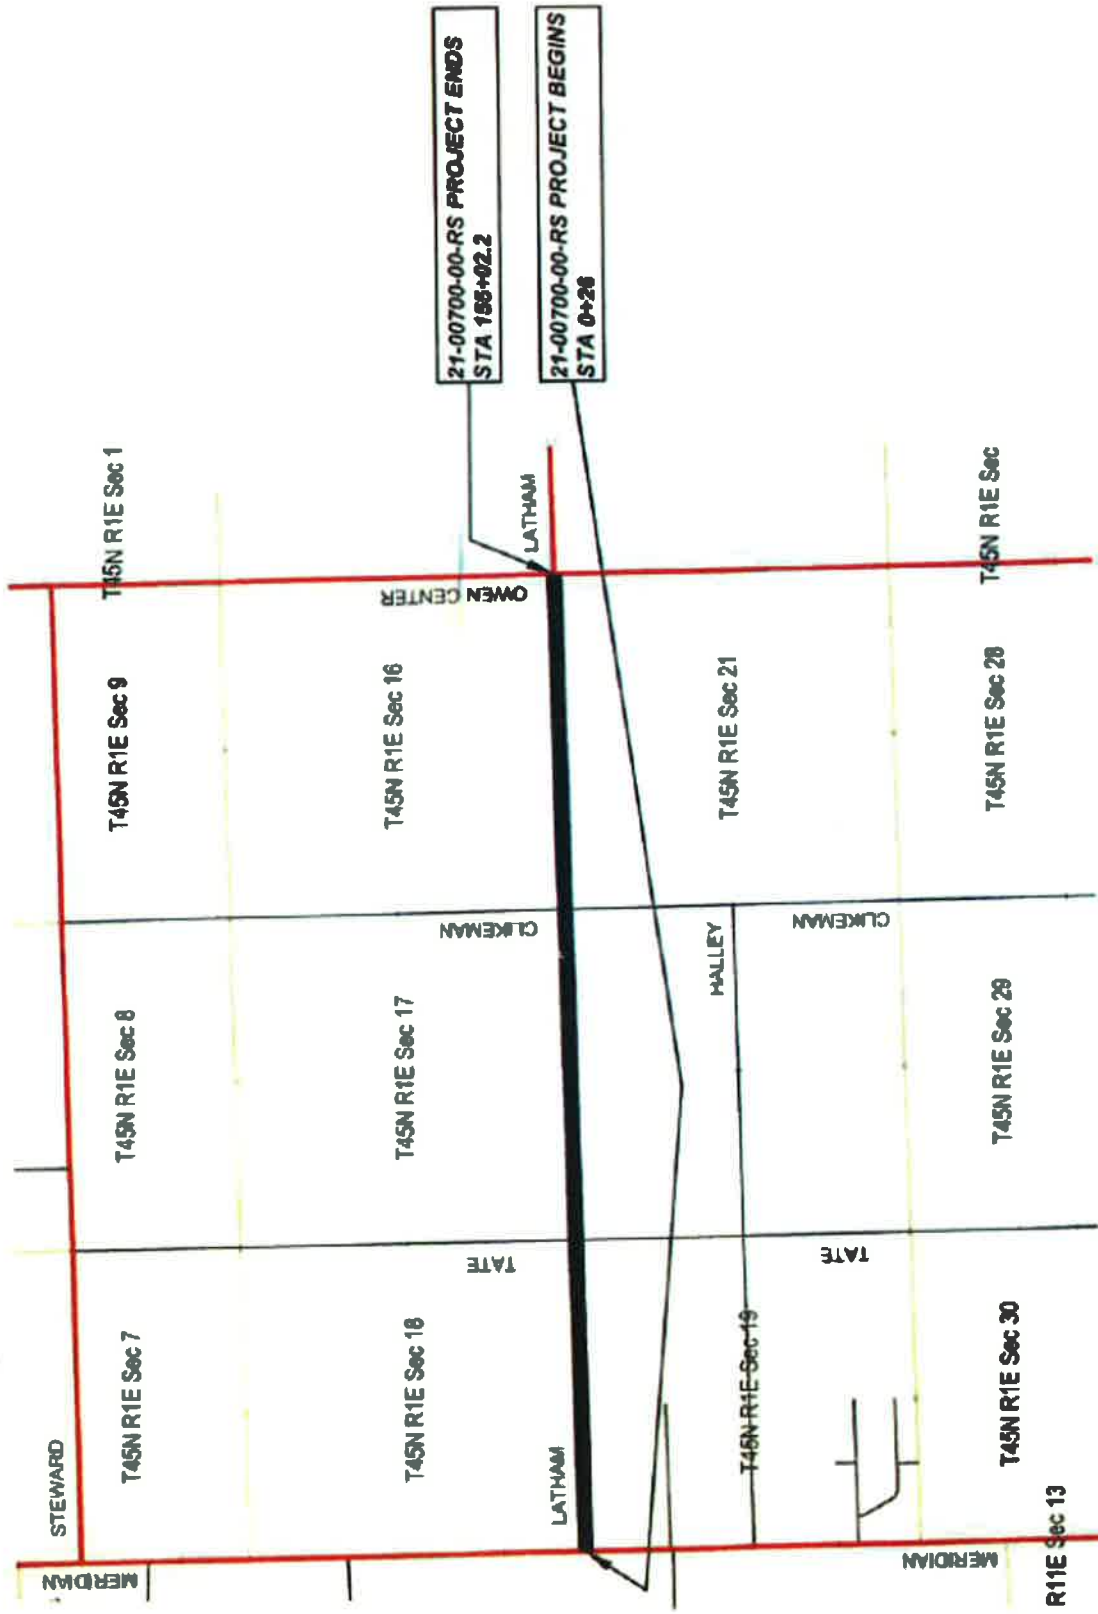 STEWARD
MERIDIAN
T45N R1E Sec 7
T45N R1E Sec 8
T45N R1E Sec 9
T45N R1E Sec 1
T45N R1E Sec 18
T45N R1E Sec 17
T45N R1E Sec 16
TATE
CLIKEMAN
OWEN CENTER
21-00700-00-RS PROJECT ENDS
STA
LATHAM
LATHAM
21-00700-00-RS PROJECT BEGINS
STA 0+26
HALLEY
T45N R1E Sec 19
T45N R1E Sec 21
TATE
CLIKEMAN
MERIDIAN
T45N R1E Sec 30
T45N R1E Sec 29
T45N R1E Sec 28
T45N R1E Sec
R11E Sec 13